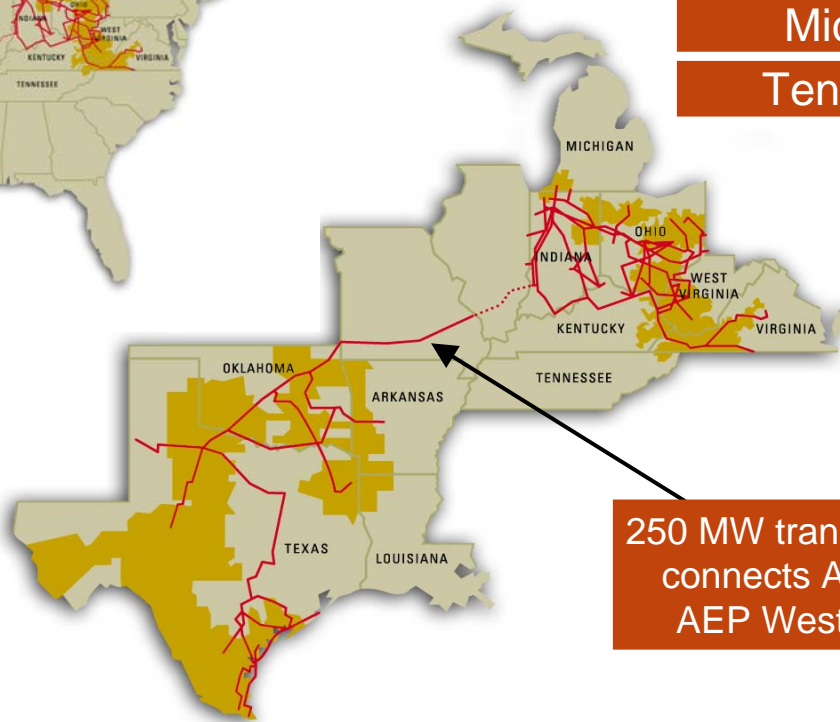 OHIO
INDIANA
WEST
VIRGINIA
KENTUCKY
VIRGINIA
TENNESSEE
Mic
Ten
MICHIGAN
OHIO
INDIANA
WEST
VIRGINIA
KENTUCKY
VIRGINIA
TENNESSEE
OKLAHOMA
ARKANSAS
TEXAS
LOUISIANA
250 MW tran
connects A
AEP West